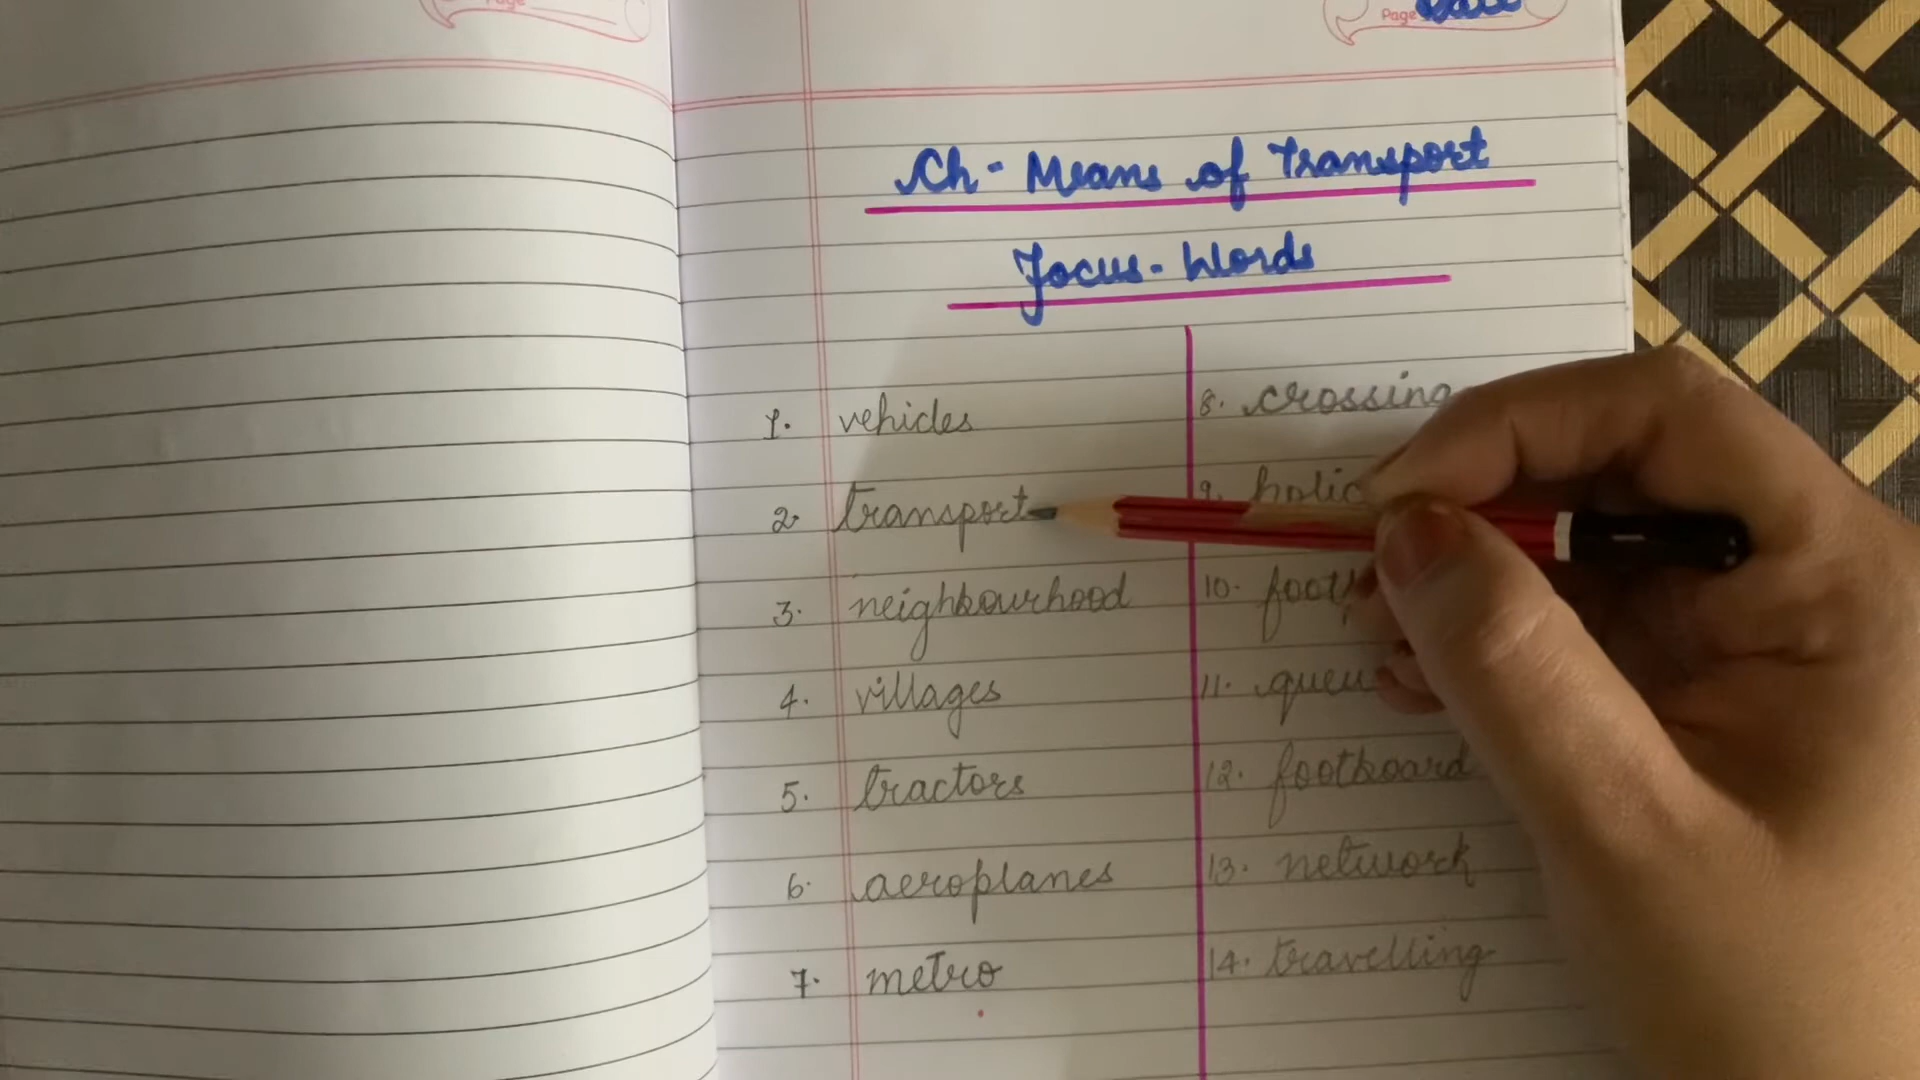 Page
Page
Ch - Means of Transport
Focus - Words
1. vehicles
2. transport
3. neighbourhood
4. villages
5. tractors
6. aeroplanes
7. metro
8. crossing
9.
10.
11.
12. footboard
13. network
14. travelling